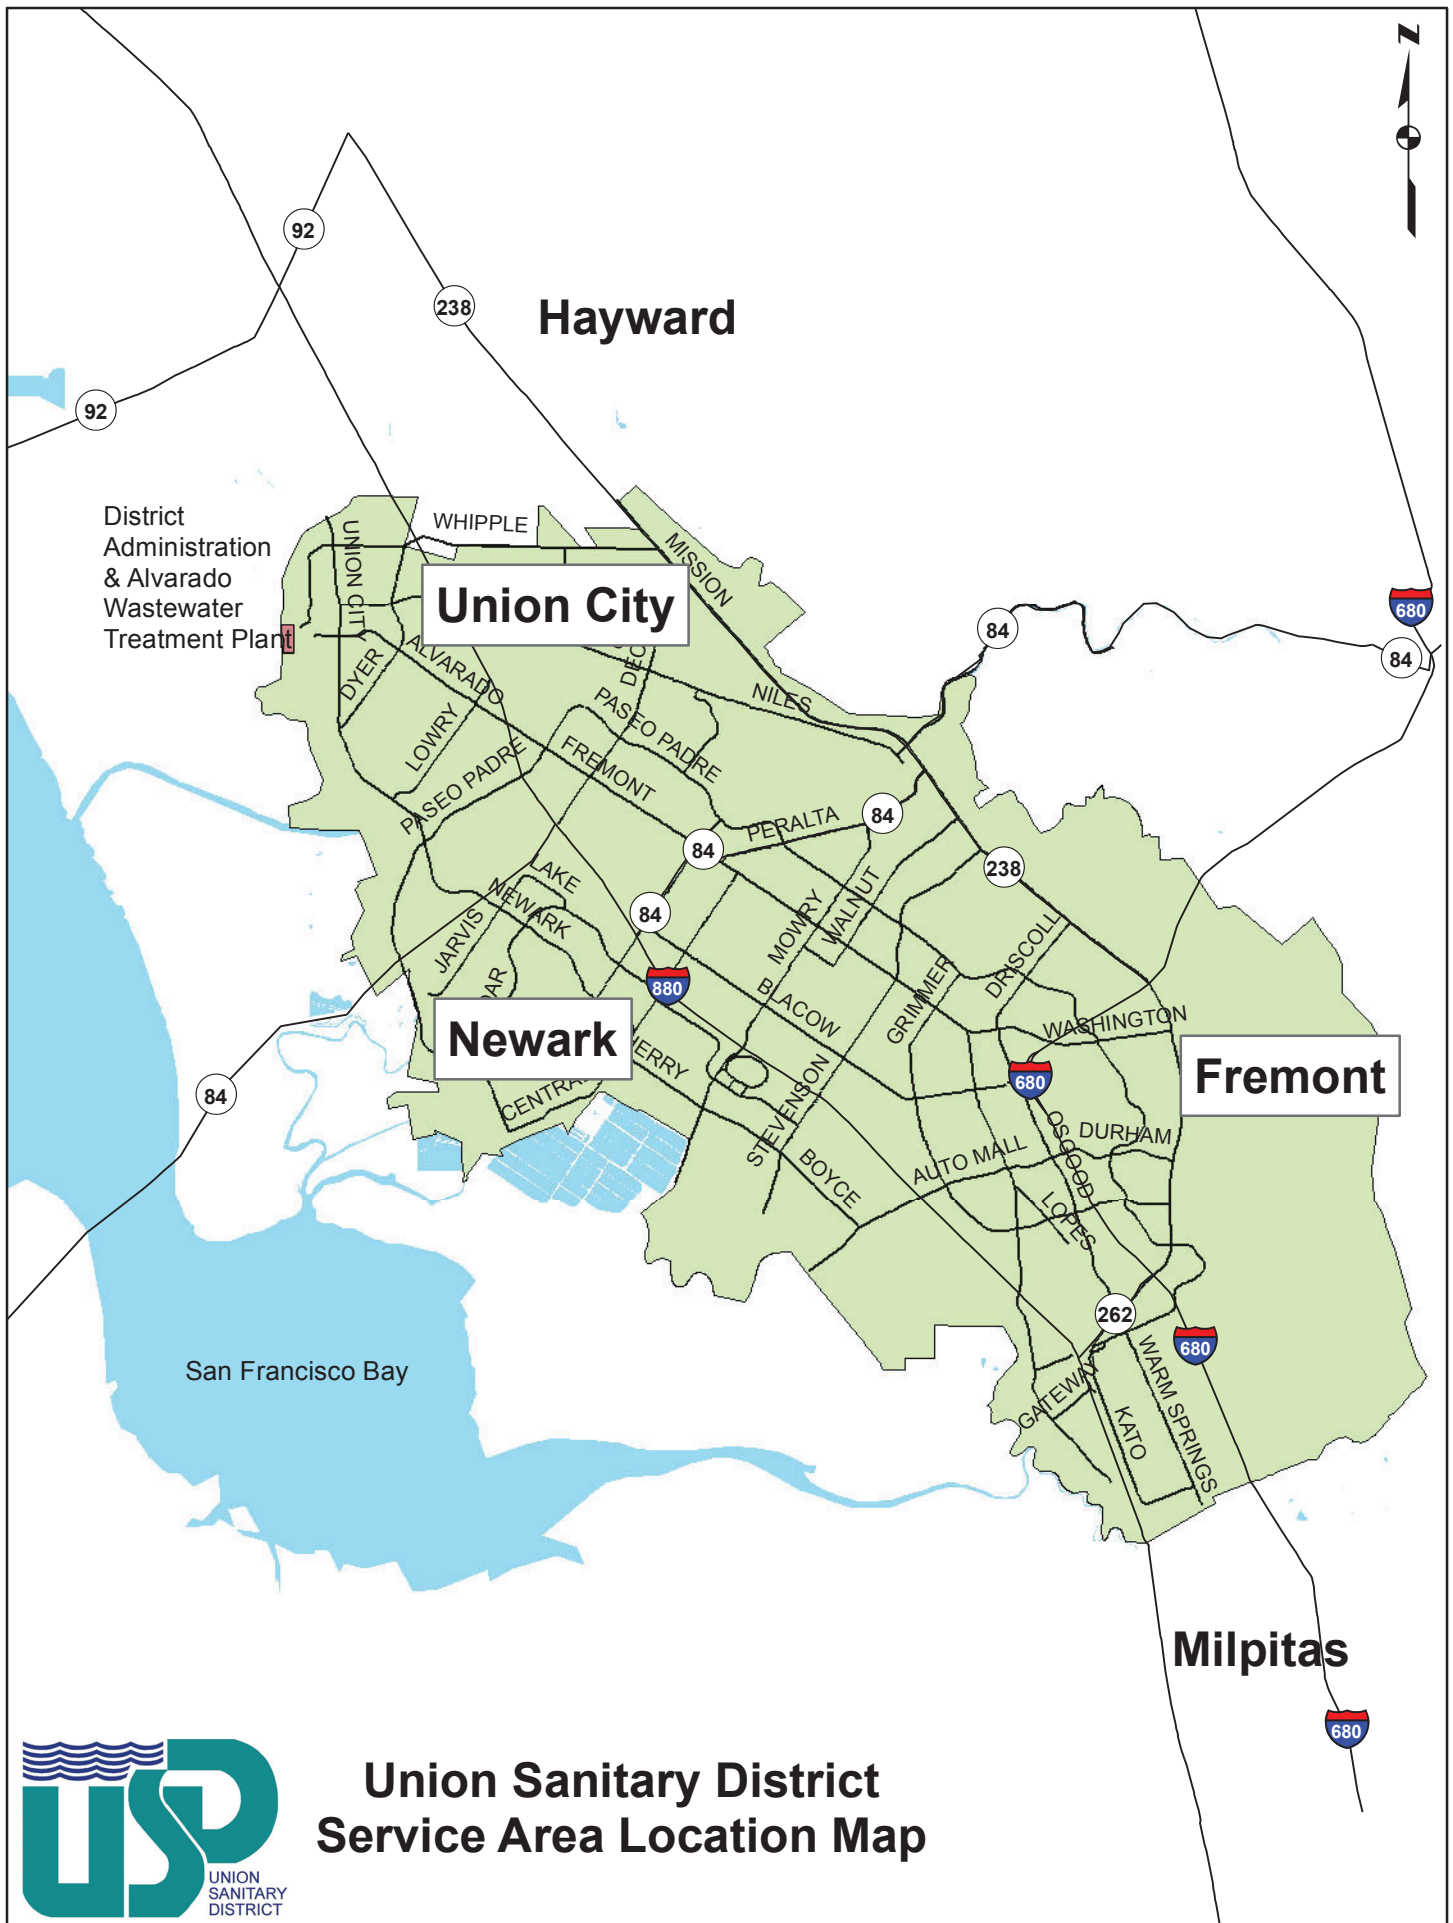 N
92
238
Hayward
92
District
Administration
& Alvarado
Wastewater
Treatment Plant
WHIPPLE
UNION CITY
MISSION
Union City
680
84
84
DYER
ALVARADO
LOWRY
PASEO PADRE
NILES
PASEO PADRE
FREMONT
PERALTA
84
84
238
LAKE
NEWARK
84
JARVIS
MOWRY
WALNUT
DRISCOLL
GRIMMER
880
BLACOW
WASHINGTON
Newark
Fremont
680
84
STEVENSON
OSGOOD
DURHAM
AUTO MALL
BOYCE
LOPES
262
680
WARM SPRINGS
GATEWAY
KATO
San Francisco Bay
Milpitas
680
Union Sanitary District
Service Area Location Map
USD
UNION
SANITARY
DISTRICT